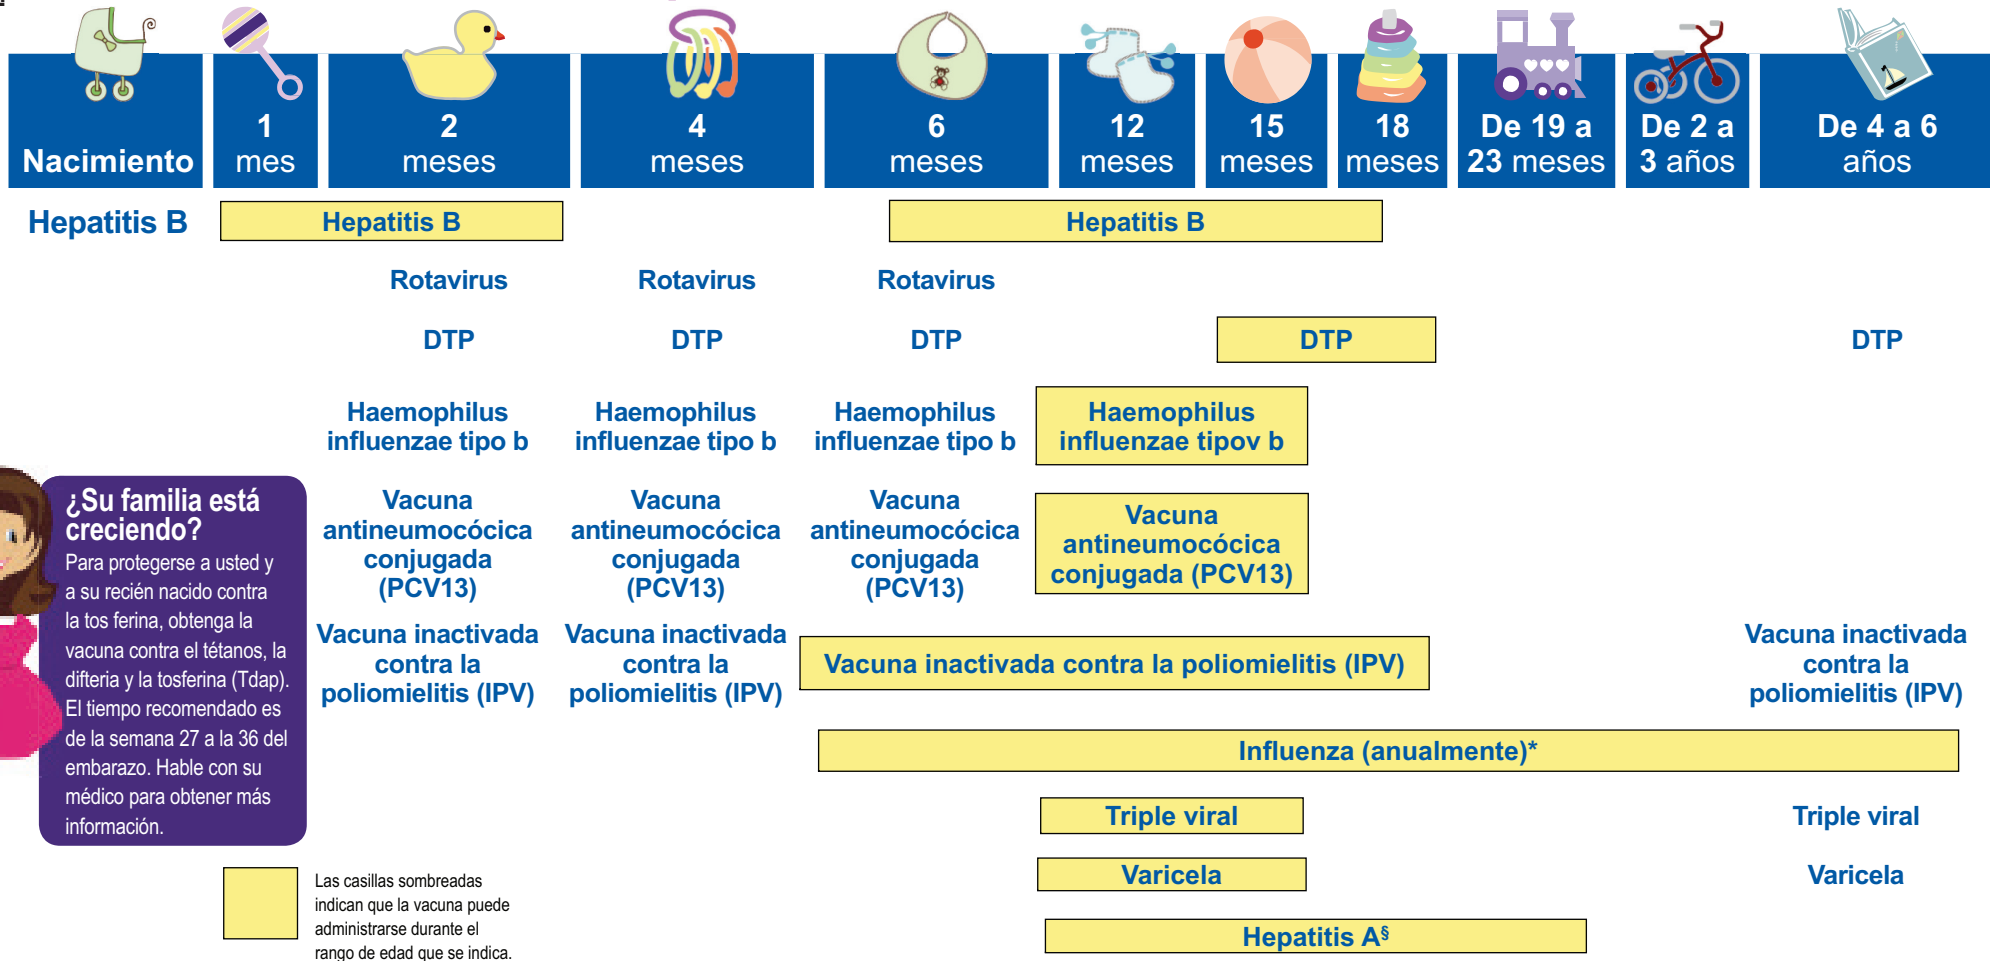 Nacimiento
1
mes
2
meses
4
meses
6
meses
12
meses
15
meses
18
meses
De 19 a
23 meses
De 2 a
3 años
De 4 a 6
años
Hepatitis B
Hepatitis B
Hepatitis B
Rotavirus
Rotavirus
Rotavirus
DTP
DTP
DTP
DTP
DTP
Haemophilus
influenzae tipo b
Haemophilus
influenzae tipo b
Haemophilus
influenzae tipo b
Haemophilus
influenzae tipov b
Vacuna
antineumocócica
conjugada
(PCV13)
Vacuna
antineumocócica
conjugada
(PCV13)
Vacuna
antineumocócica
conjugada
(PCV13)
Vacuna
antineumocócica
conjugada (PCV13)
Vacuna inactivada
contra la
poliomielitis (IPV)
Vacuna inactivada
contra la
poliomielitis (IPV)
Vacuna inactivada contra la poliomielitis (IPV)
Vacuna inactivada
contra la
poliomielitis (IPV)
Influenza (anualmente)*
Triple viral
Triple viral
Varicela
Varicela
Hepatitis A§
¿Su familia está
creciendo?
Para protegerse a usted y
a su recién nacido contra
la tos ferina, obtenga la
vacuna contra el tétanos, la
difteria y la tosferina (Tdap).
El tiempo recomendado es
de la semana 27 a la 36 del
embarazo. Hable con su
médico para obtener más
información.
Las casillas sombreadas
indican que la vacuna puede
administrarse durante el
rango de edad que se indica.